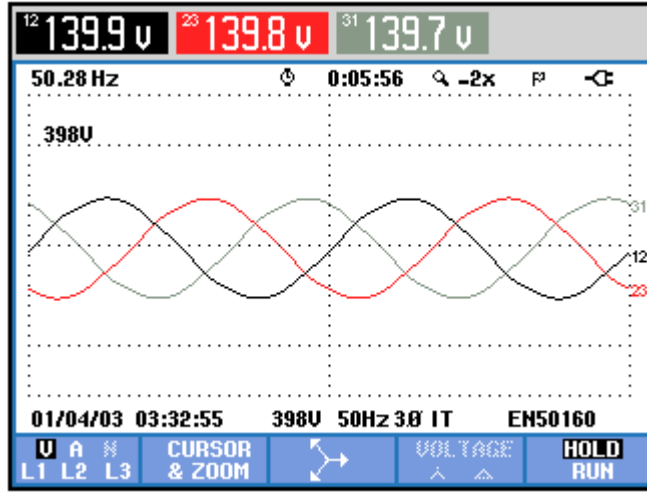 12 139.9 V 23 139.8 V 31 139.7 V
50.28 Hz 0:05:56 -2x P
398V
31
12
23
01/04/03 03:32:55 398V 50Hz 3Ø IT EN50160
V A N CURSOR VOLTAGE HOLD
L1 L2 L3 & ZOOM RUN